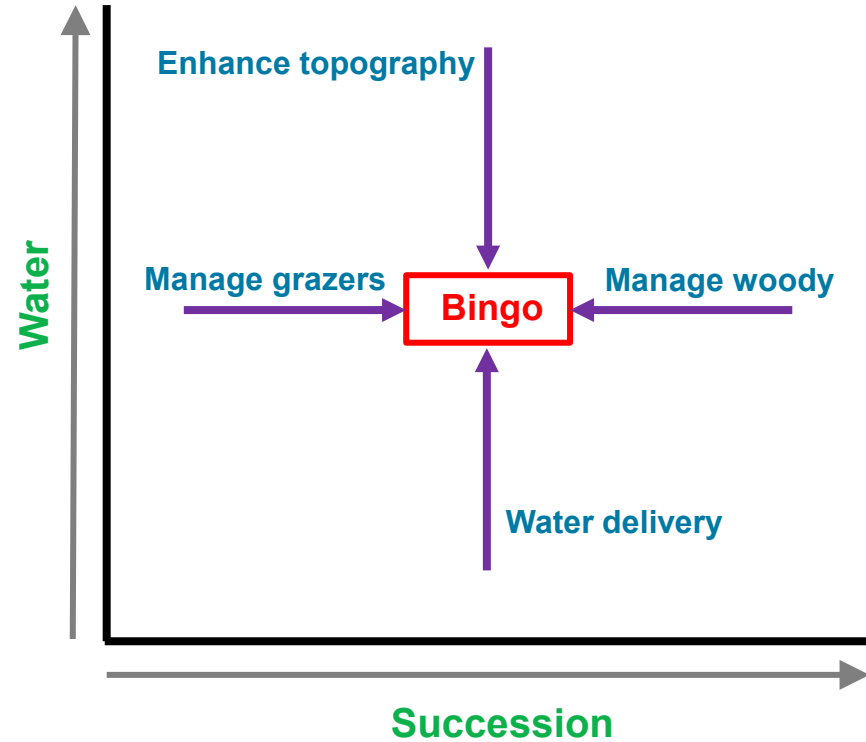 Enhance topography
Water
Manage grazers
Bingo
Manage woody
Water delivery
Succession